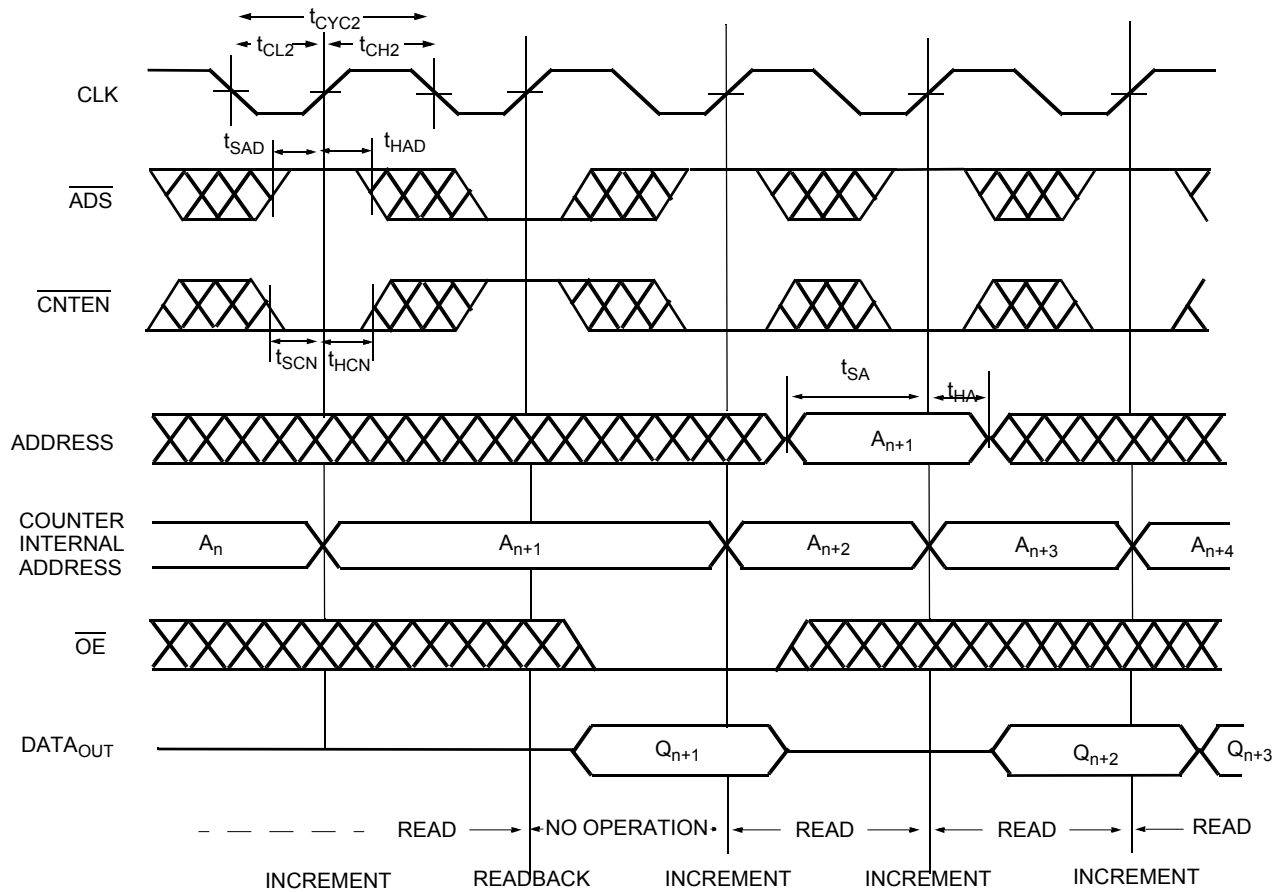 tCYC2
tCL2 tCH2
CLK
tSAD tHAD
ADS
CNTEN
tSCN tHCN
tSA
tHA
ADDRESS An+1
COUNTER
INTERNAL
ADDRESS
An An+1 An+2 An+3 An+4
OE
DATAOUT Qn+1 Qn+2 Qn+3
READ NO OPERATION READ READ READ
INCREMENT READBACK INCREMENT INCREMENT INCREMENT